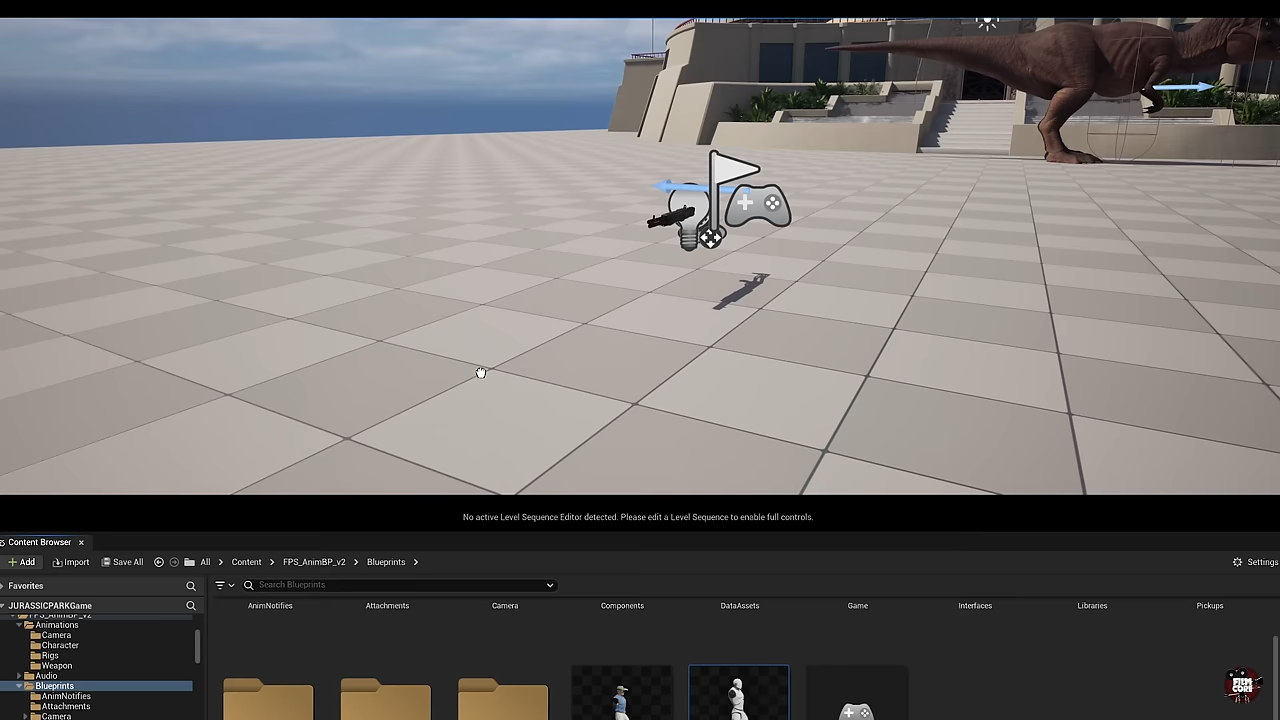 No active Level Sequence Editor detected. Please edit a Level Sequence to enable full controls.
Content Browser
Add Import Save All All Content FPS_AnimBP_v2 Blueprints Settings
Favorites
Search Blueprints
JURASSICPARKGame
AnimNotifies Attachments Camera Components DataAssets Game Interfaces Libraries Pickups
FPS_AnimBP_v2
Animations
Camera
Character
Rigs
Weapon
Audio
Blueprints
AnimNotifies
Attachments
Camera